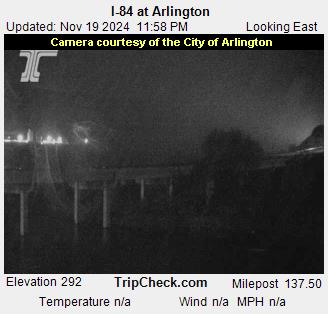 I-84 at Arlington
Updated: Nov 19 2024 11:58 PM Looking East
Camera courtesy of the City of Arlington
Elevation 292 TripCheck.com Milepost 137.50
Temperature n/a Wind n/a MPH n/a